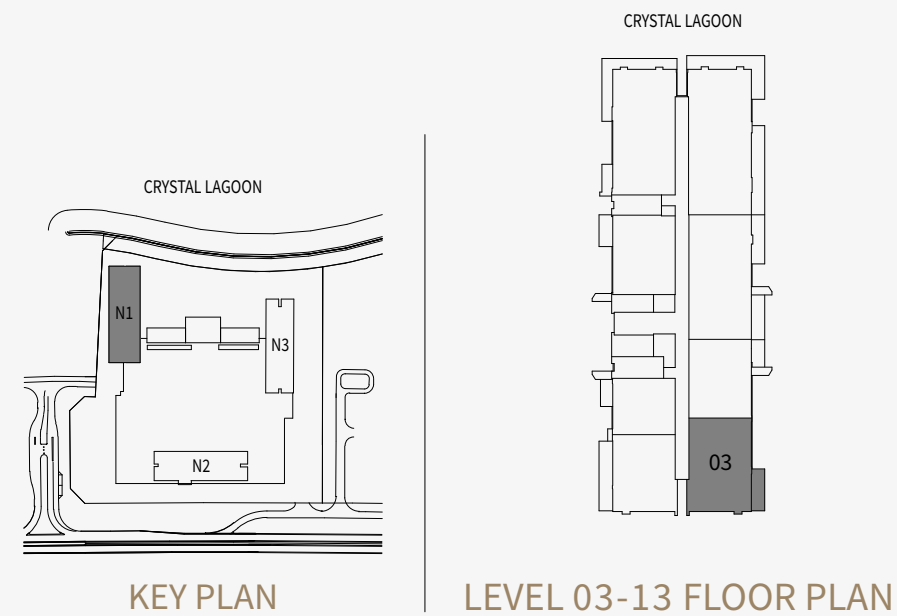 CRYSTAL LAGOON
N1
N3
N2
KEY PLAN
CRYSTAL LAGOON
03
LEVEL 03-13 FLOOR PLAN